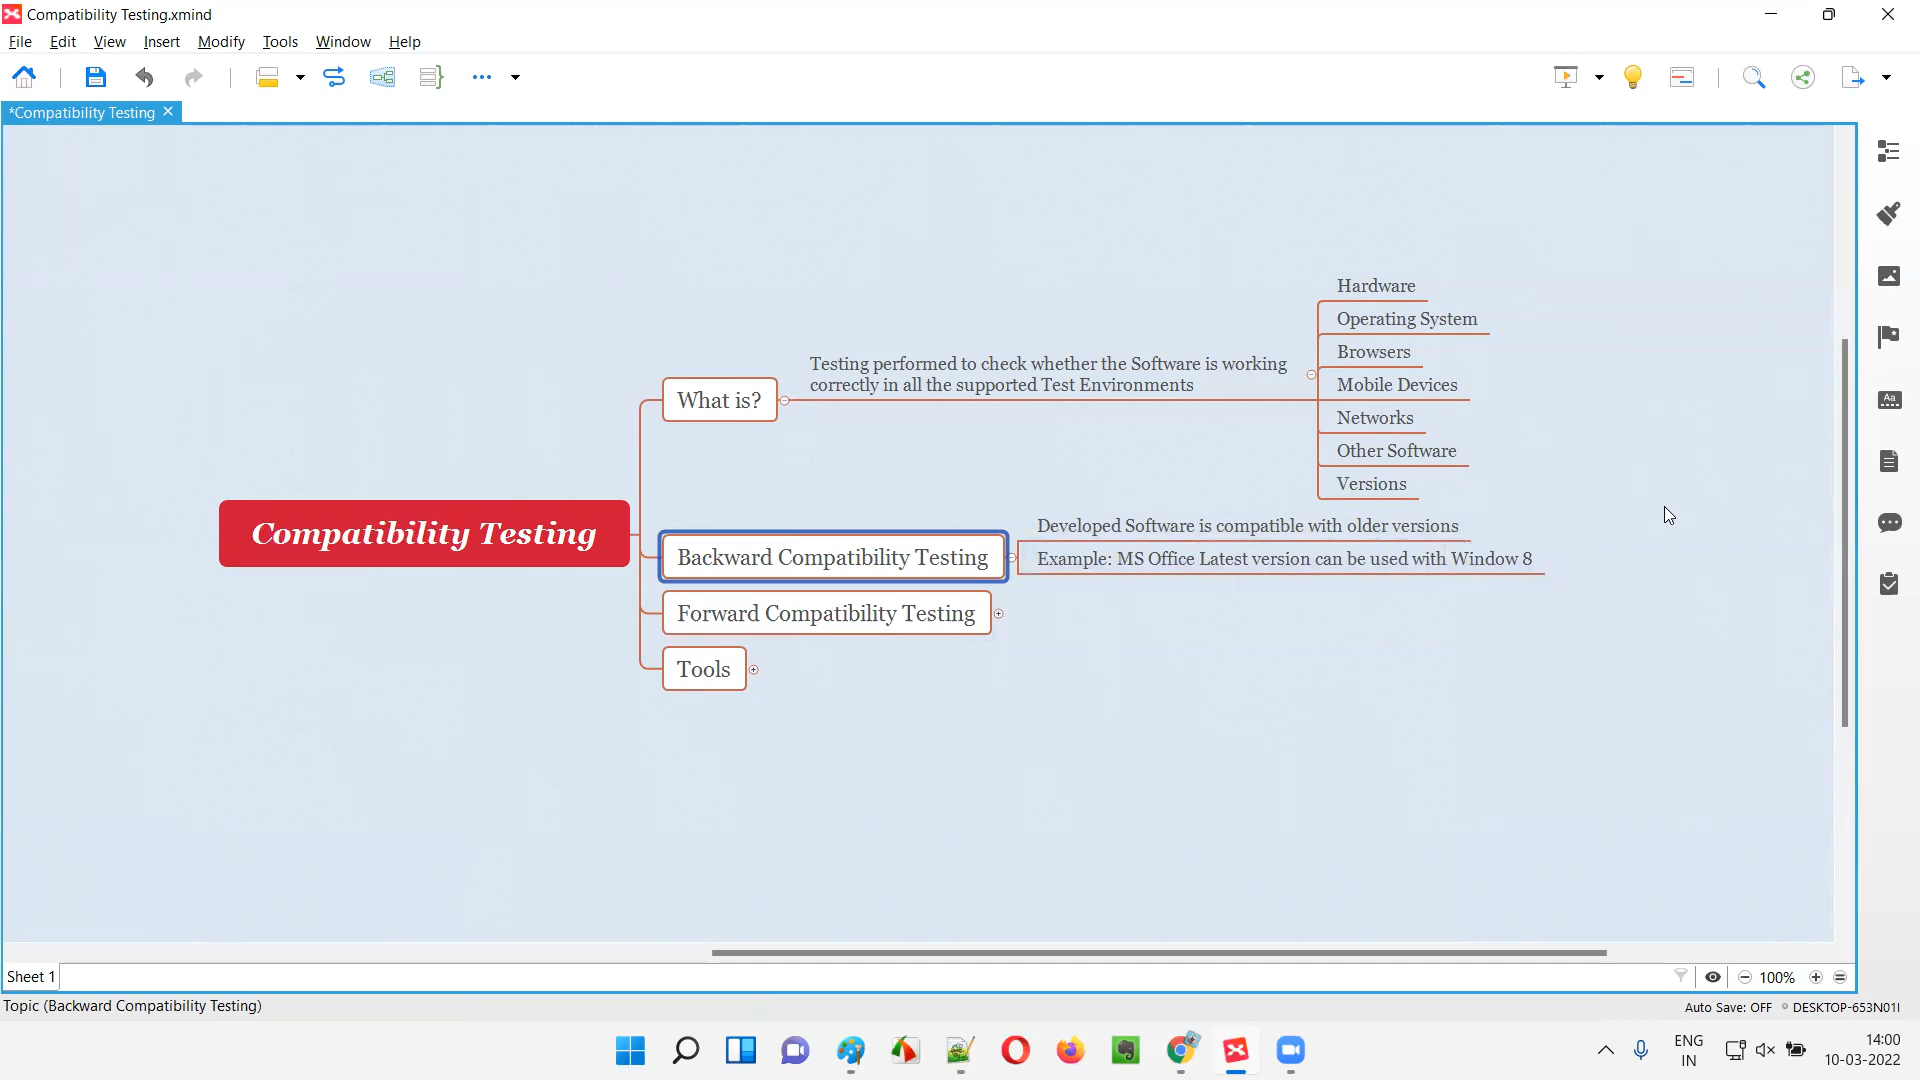 Compatibility Testing.xmind
File Edit View Insert Modify Tools Window Help
*Compatibility Testing
Hardware
Operating System
Browsers
Mobile Devices
Networks
Other Software
Versions
Testing performed to check whether the Software is working
correctly in all the supported Test Environments
What is?
Compatibility Testing
Backward Compatibility Testing
Developed Software is compatible with older versions
Example: MS Office Latest version can be used with Window 8
Forward Compatibility Testing
Tools
Aa
Sheet 1
100%
Topic (Backward Compatibility Testing)
Auto Save: OFF DESKTOP-653N01I
ENG
IN
14:00
10-03-2022